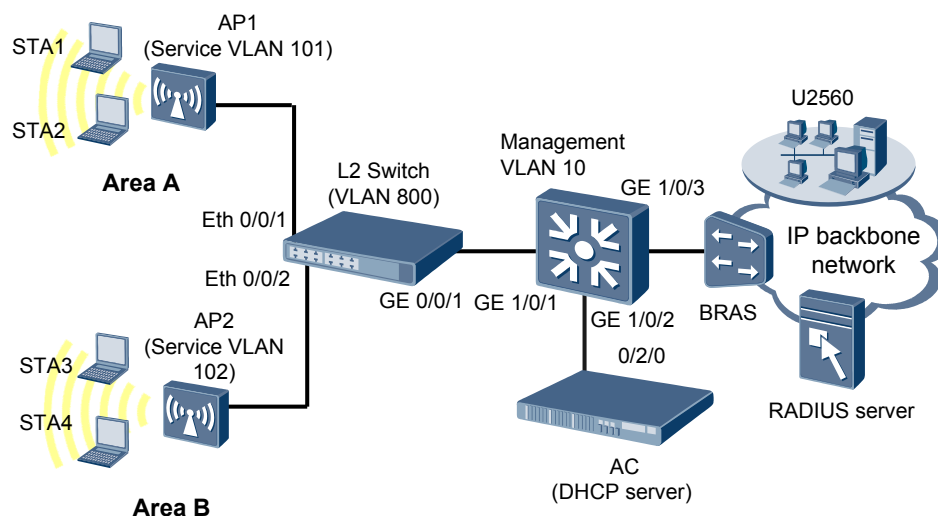 AP1
(Service VLAN 101)
STA1
STA2
Area A
L2 Switch
(VLAN 800)
Eth 0/0/1
Eth 0/0/2
GE 0/0/1
Management
VLAN 10
GE 1/0/3
GE 1/0/1
GE 1/0/2
0/2/0
U2560
IP backbone
network
BRAS
RADIUS server
AP2
(Service VLAN
102)
STA3
STA4
Area B
AC
(DHCP server)